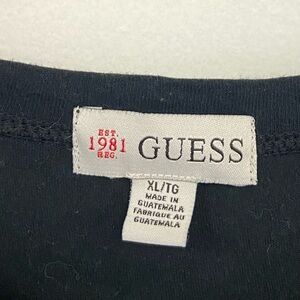 EST.
1981
REG.
GUESS
XL/TG
MADE IN
GUATEMALA
FABRIQUE AU
GUATEMALA